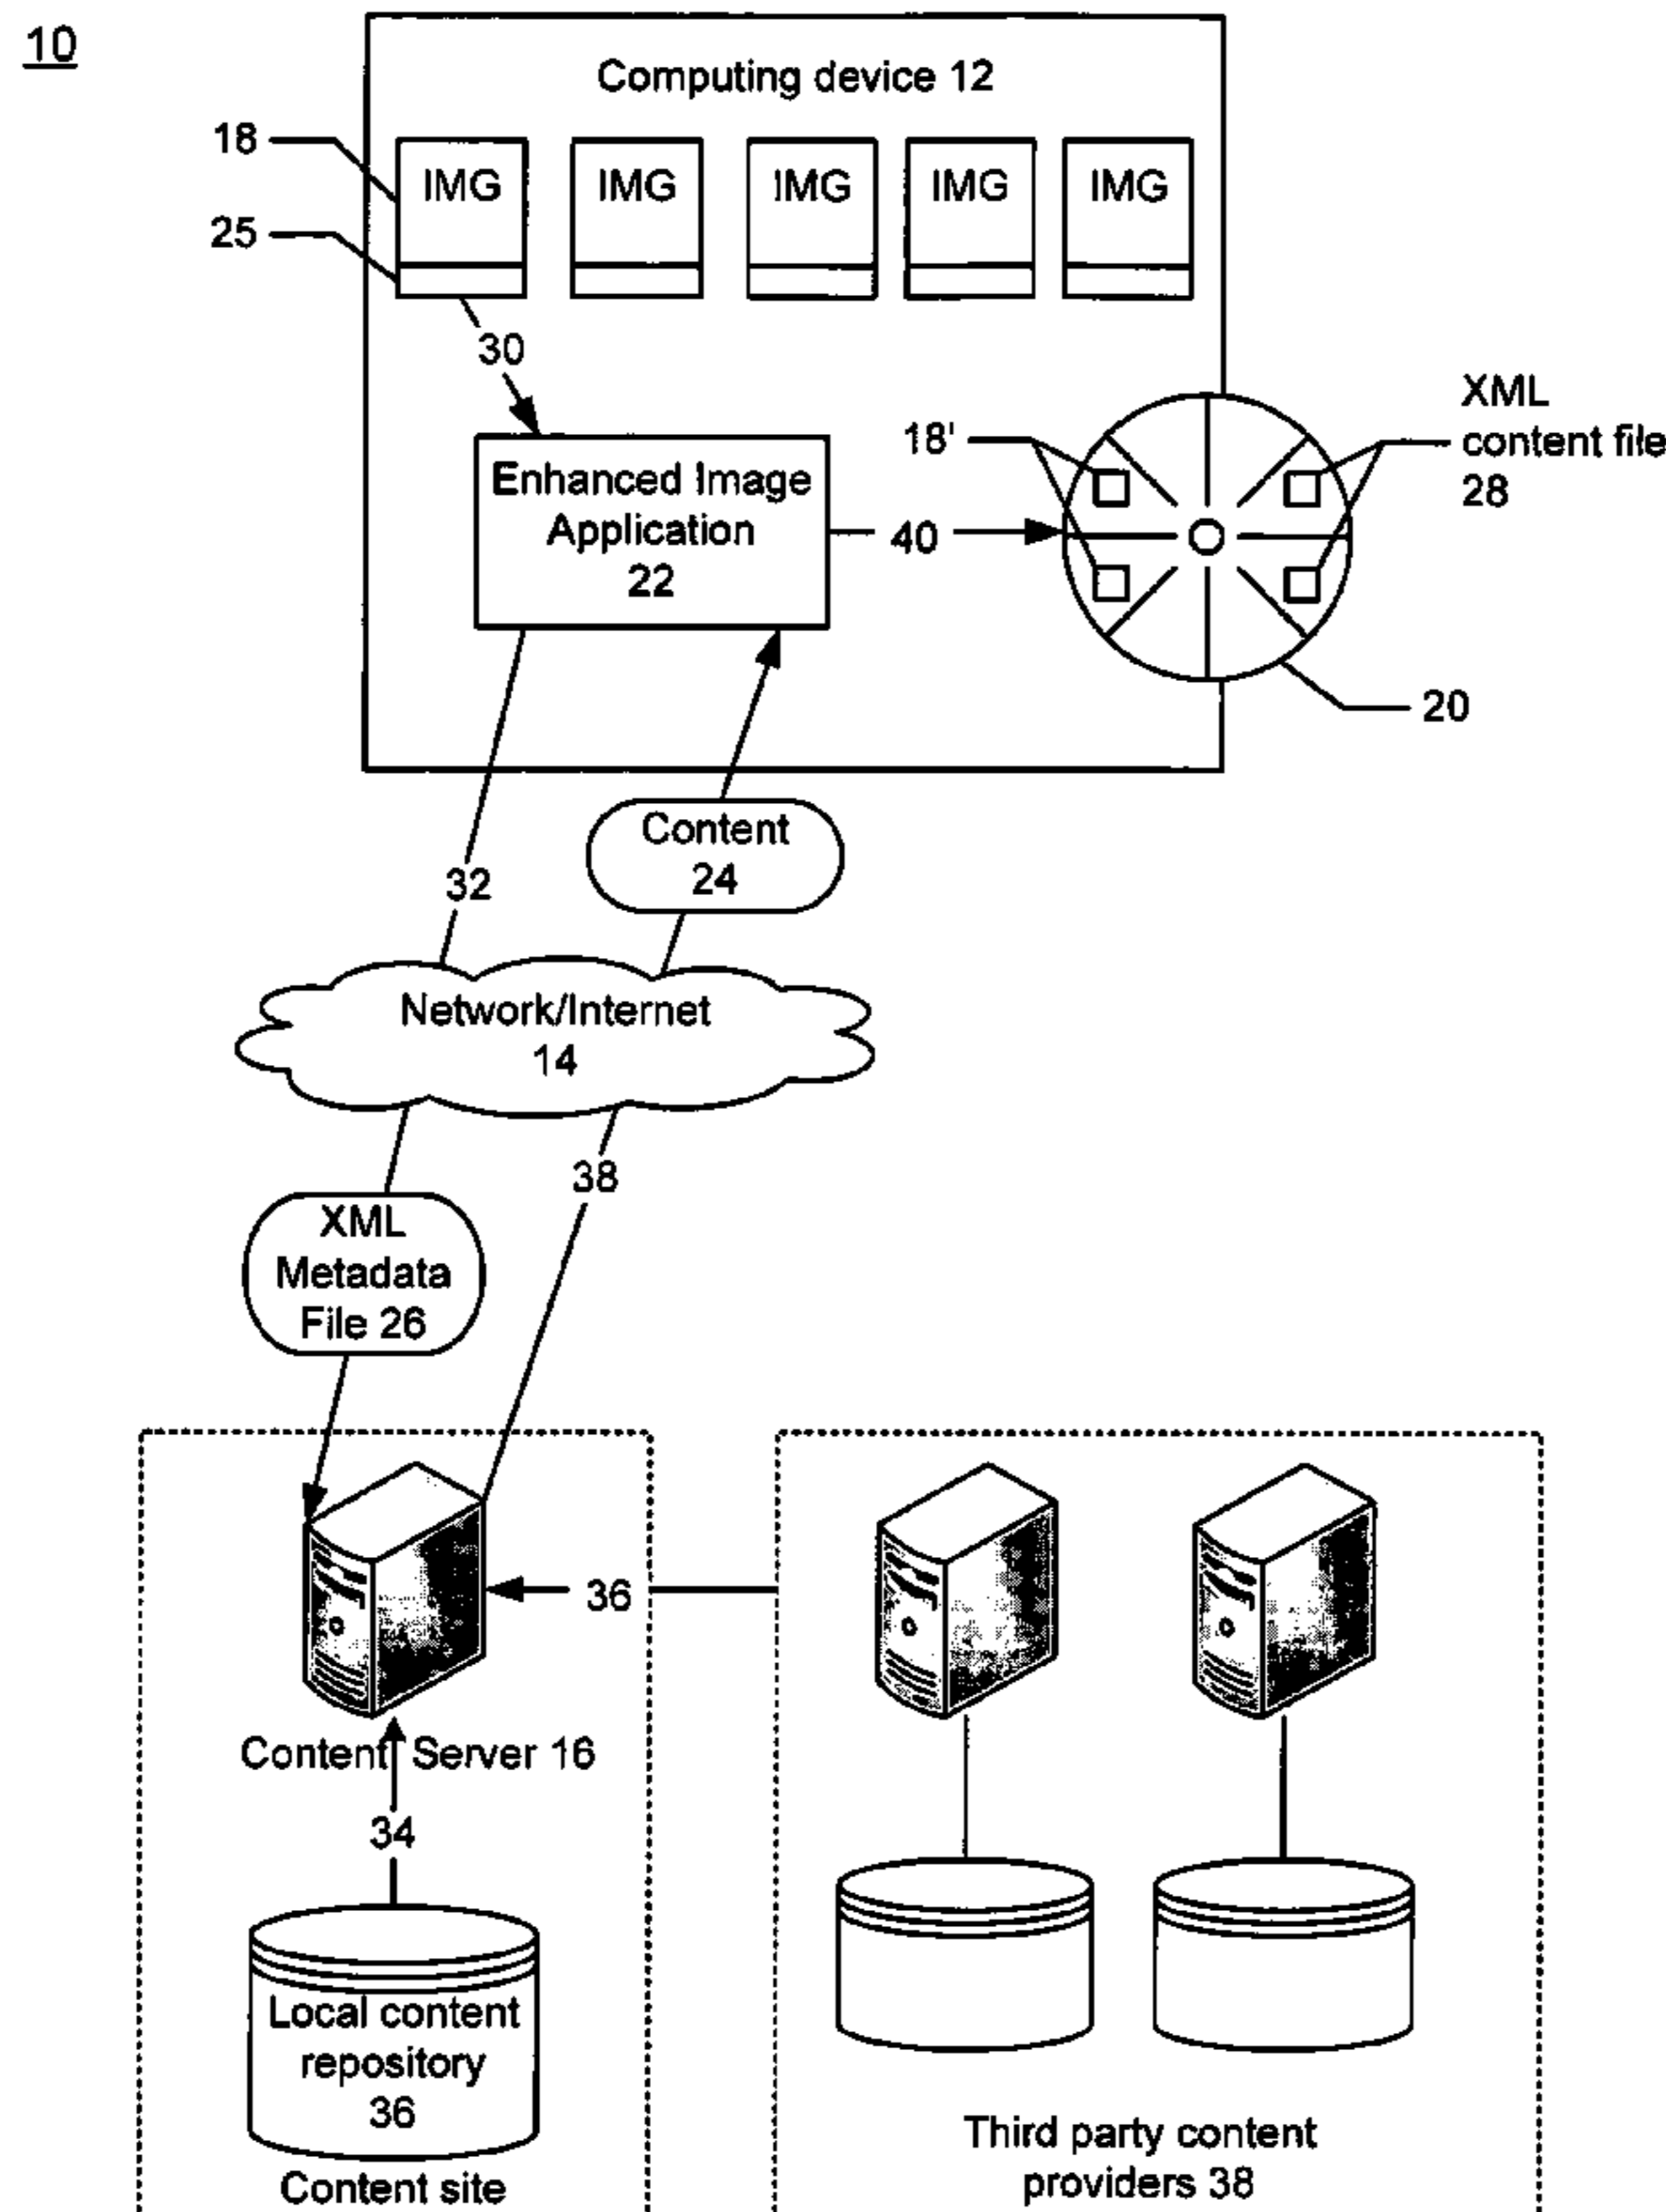 10
Computing device 12
18
IMG
IMG
IMG
IMG
IMG
25
30
XML
content file
28
18'
Enhanced Image
Application
22
40
20
Content
24
32
Network/Internet
14
38
XML
Metadata
File 26
36
Content Server 16
34
Local content
repository
36
Content site
Third party content
providers 38